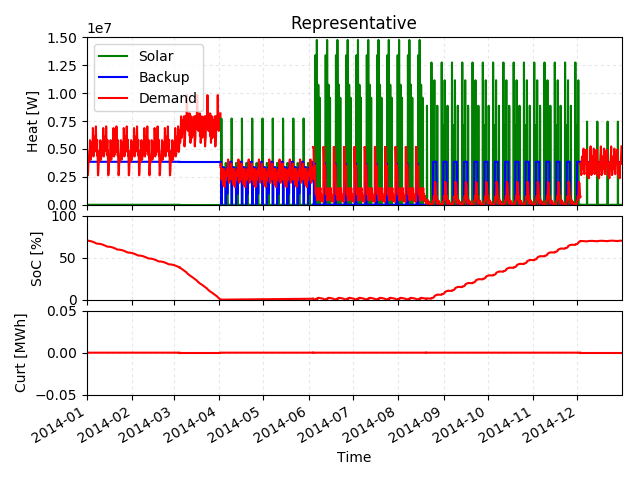 Representative
1e7
1.50
1.25
1.00
0.75
0.50
0.25
0.00
Heat [W]
Solar
Backup
Demand
100
50
0
SoC [%]
0.05
0.00
−0.05
Curt [MWh]
2014-01
2014-02
2014-03
2014-04
2014-05
2014-06
2014-07
2014-08
2014-09
2014-10
2014-11
2014-12
Time